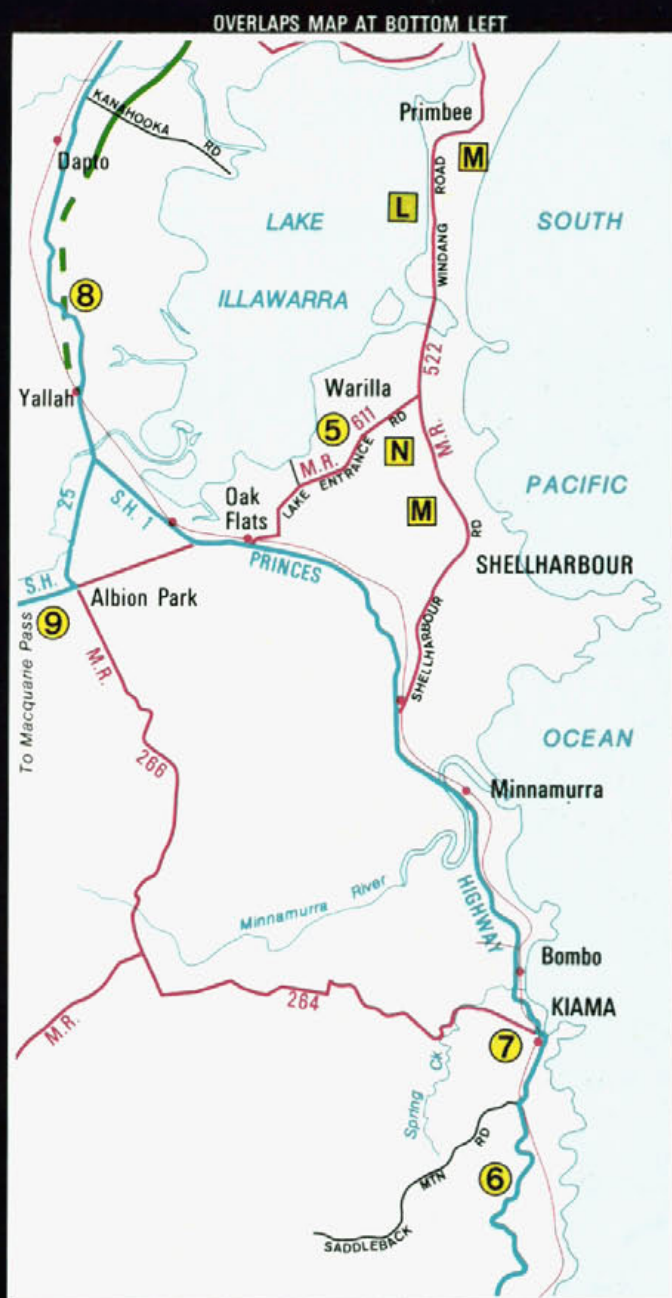 OVERLAPS MAP AT BOTTOM LEFT
KANAHOOKA RD
Dapto
Primbee
M
L
WINDANG ROAD
LAKE
ILLAWARRA
SOUTH
8
522
M.R.
Yallah
Warilla
5
M.R. 611
LAKE ENTRANCE RD
N
M
25
S.H.
S.H. 1
Oak
Flats
PACIFIC
PRINCES
SHELLHARBOUR
SHELLHARBOUR RD
Albion Park
9
To Macquarie Pass
M.R.
266
OCEAN
Minnamurra
Minnamurra River
HIGHWAY
Bombo
KIAMA
264
M.R.
7
Spring Ck
6
SADDLEBACK MTN RD